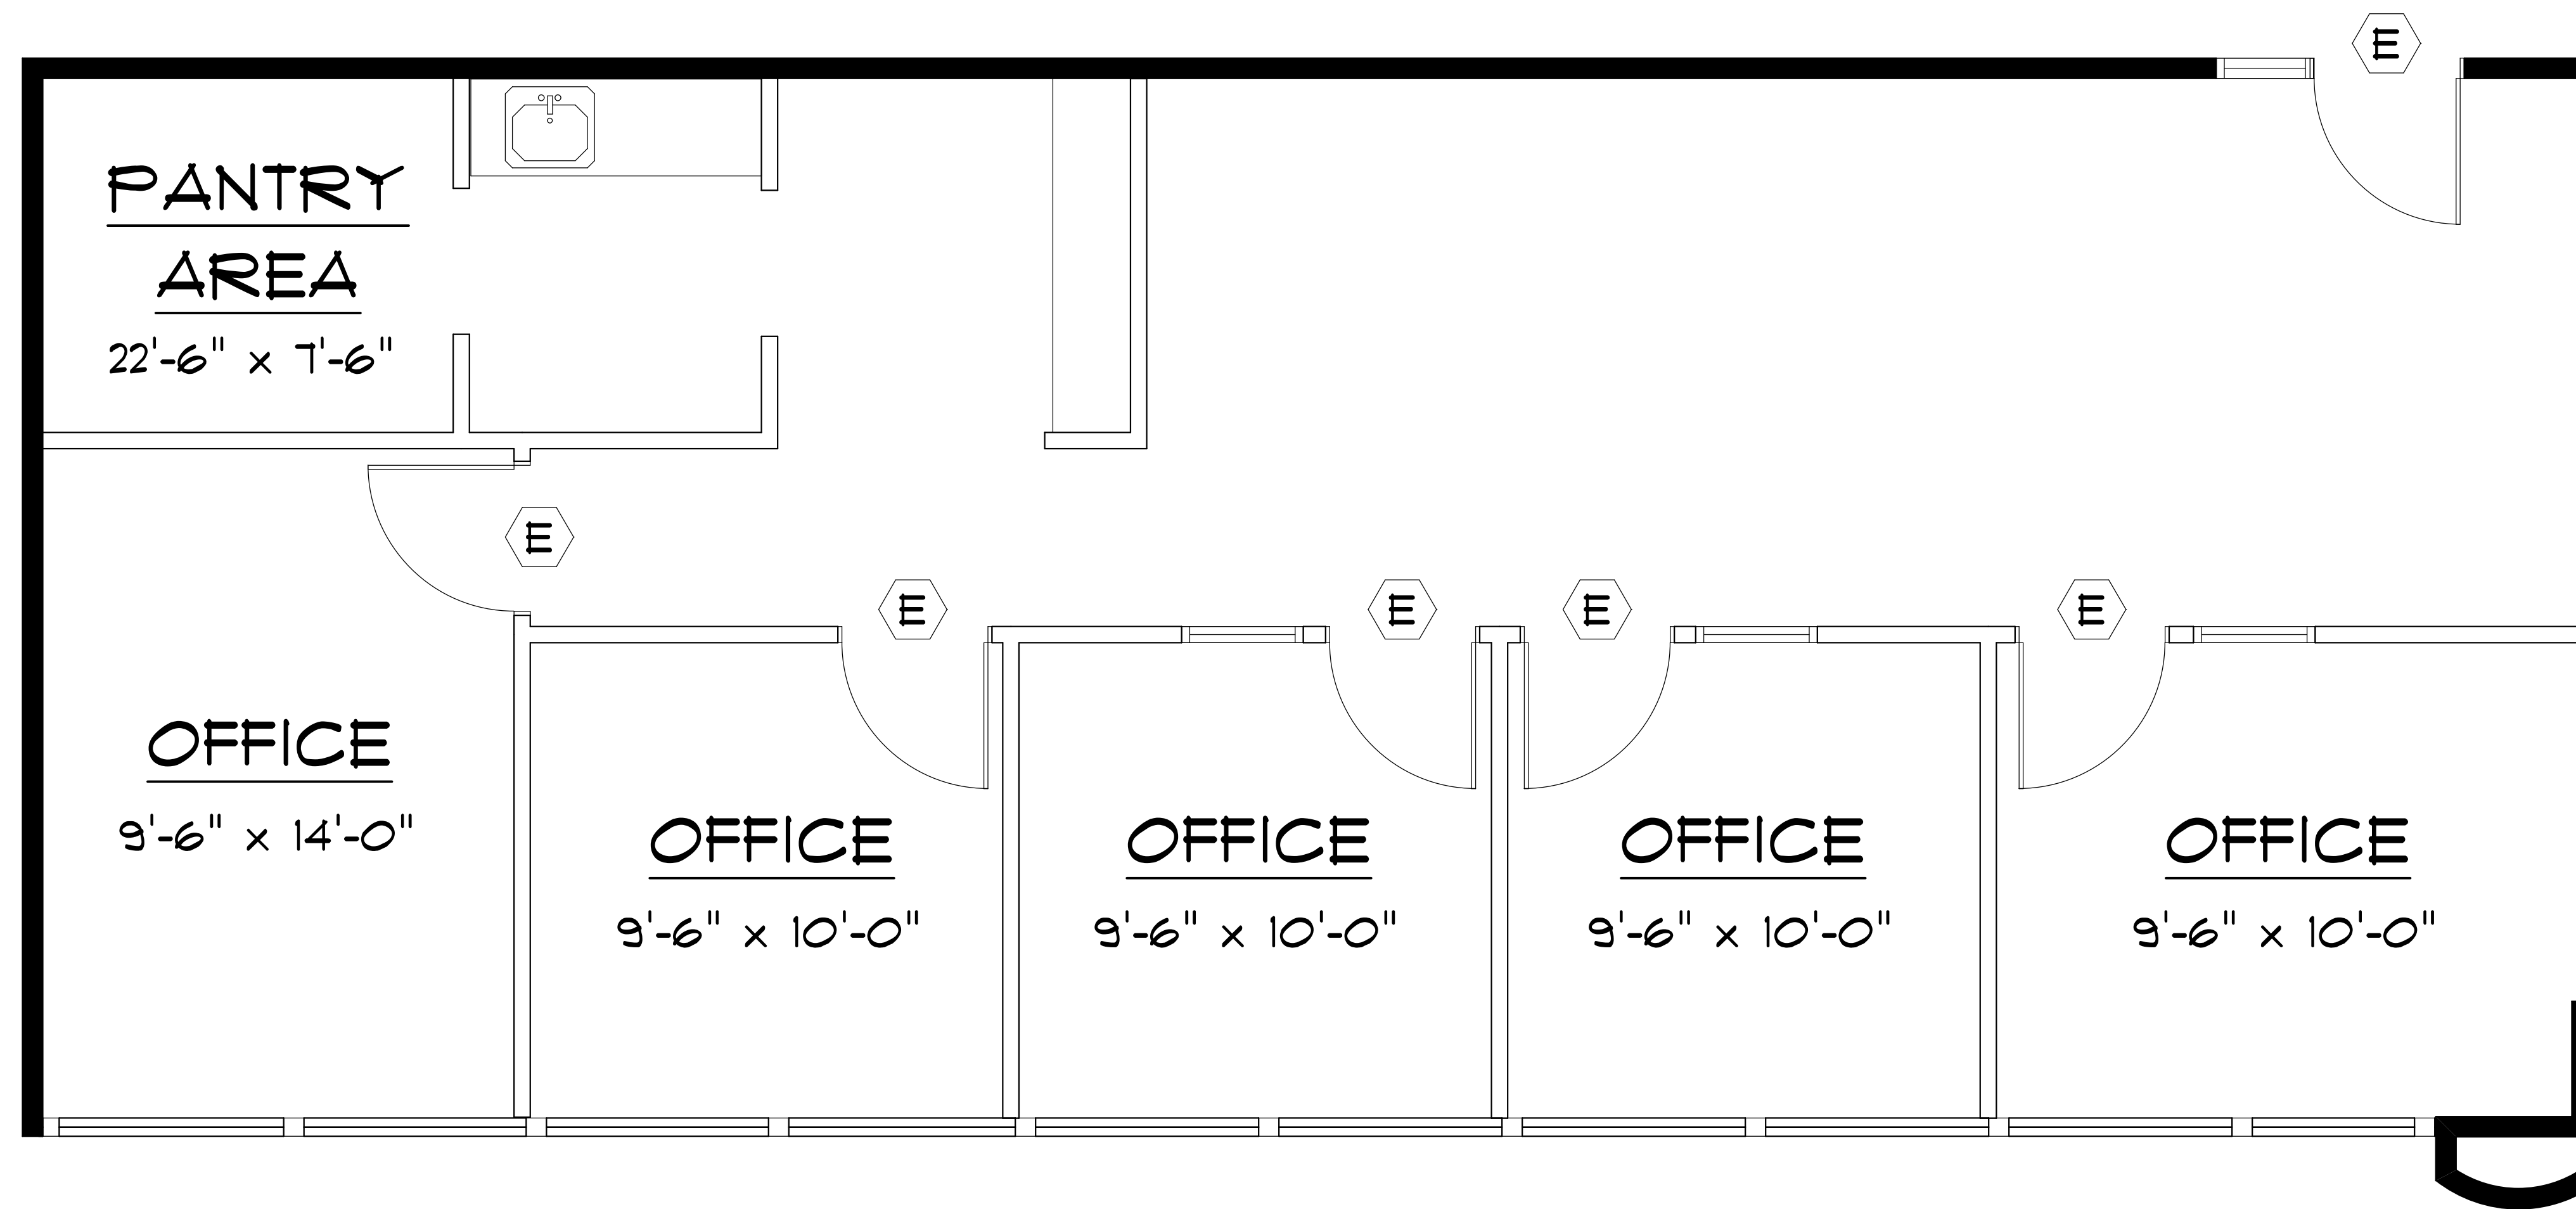 E
PANTRY
AREA
22'-6" x 7'-6"
E
E
E
E
E
OFFICE
9'-6" x 14'-0"
OFFICE
9'-6" x 10'-0"
OFFICE
9'-6" x 10'-0"
OFFICE
9'-6" x 10'-0"
OFFICE
9'-6" x 10'-0"